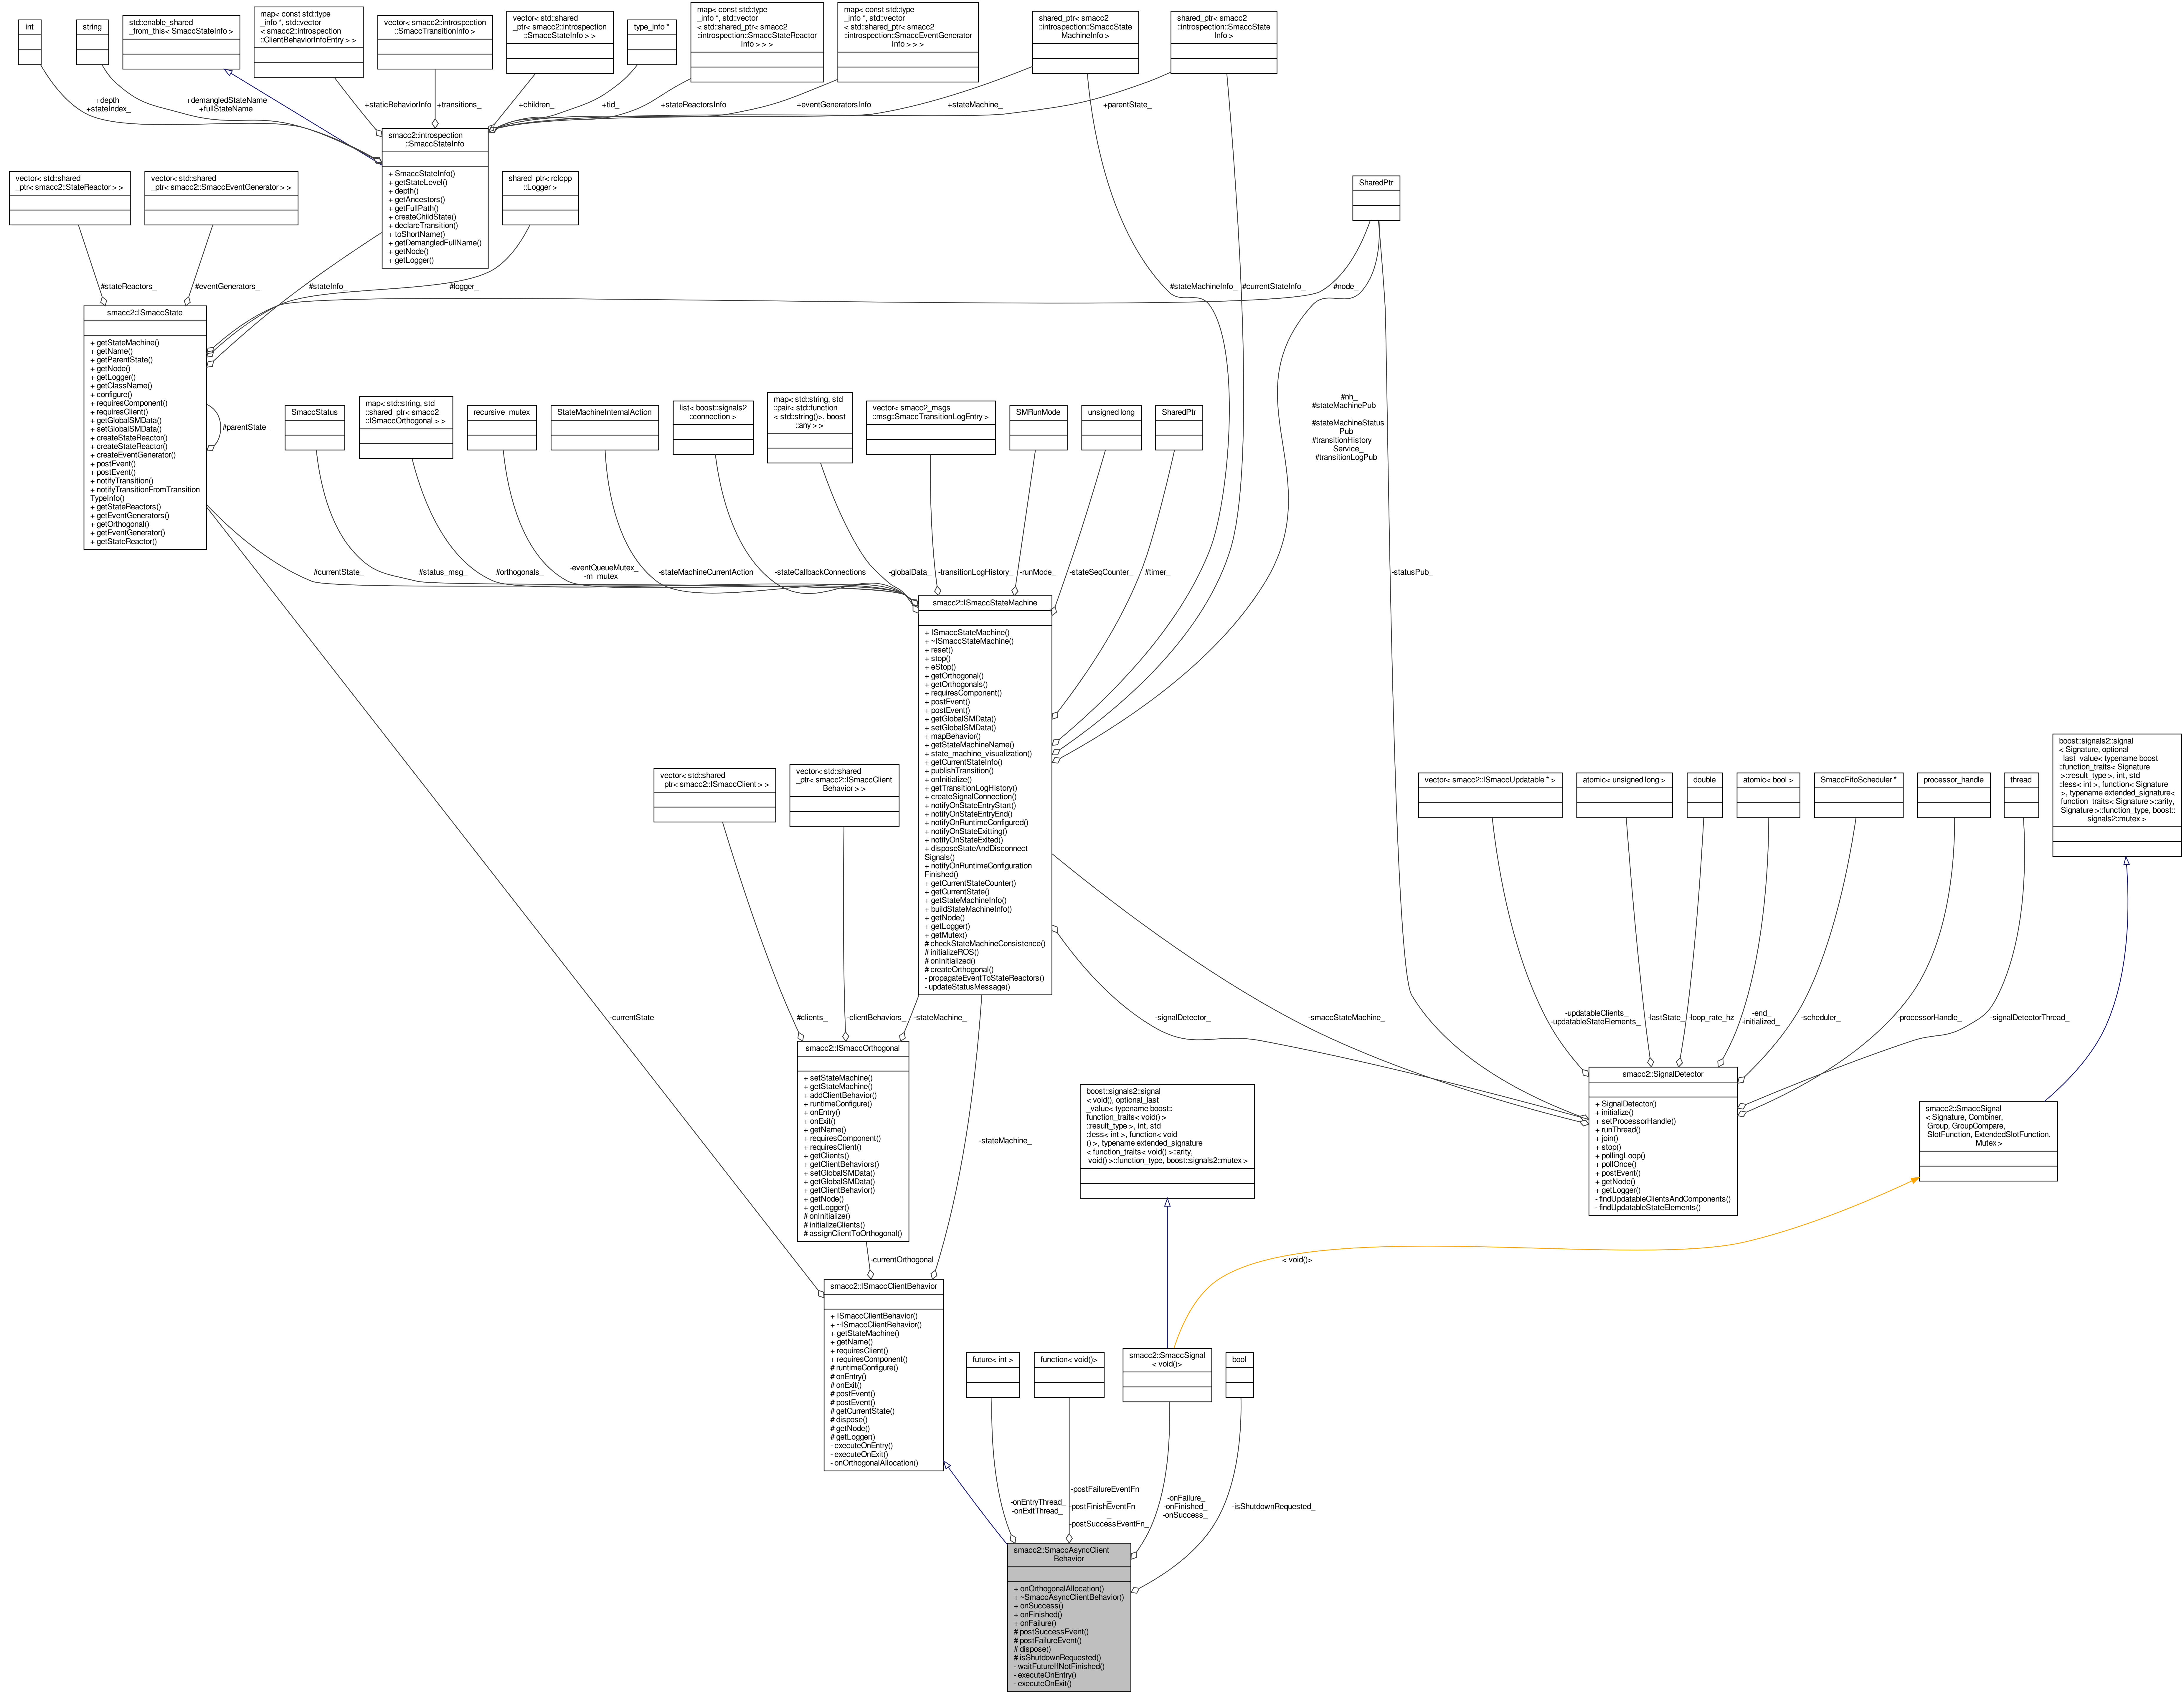 int
string
std::enable_shared
_from_this< SmaccStateInfo >
map< const std::type
_info *, std::vector
< smacc2::introspection
::ClientBehaviorInfoEntry > >
vector< smacc2::introspection
::SmaccTransitionInfo >
vector< std::shared
_ptr< smacc2::introspection
::SmaccStateInfo > >
type_info *
map< const std::type
_info *, std::vector
< std::shared_ptr< smacc2
::introspection::SmaccStateReactor
Info > > >
map< const std::type
_info *, std::vector
< std::shared_ptr< smacc2
::introspection::SmaccEventGenerator
Info > > >
shared_ptr< smacc2
::introspection::SmaccState
MachineInfo >
shared_ptr< smacc2
::introspection::SmaccState
Info >
+depth_
+stateIndex_
+demangledStateName
+fullStateName
+staticBehaviorInfo
+transitions_
+children_
+tid_
+stateReactorsInfo
+eventGeneratorsInfo
+stateMachine_
+parentState_
smacc2::introspection
::SmaccStateInfo
+ SmaccStateInfo()
+ getStateLevel()
+ depth()
+ getAncestors()
+ getFullPath()
+ createChildState()
+ declareTransition()
+ toShortName()
+ getDemangledFullName()
+ getNode()
+ getLogger()
vector< std::shared
_ptr< smacc2::StateReactor > >
vector< std::shared
_ptr< smacc2::SmaccEventGenerator > >
shared_ptr< rclcpp
::Logger >
SharedPtr
#stateReactors_
#eventGenerators_
#stateInfo_
#logger_
#stateMachineInfo_
#currentStateInfo_
#node_
smacc2::ISmaccState
+ getStateMachine()
+ getName()
+ getParentState()
+ getNode()
+ getLogger()
+ getClassName()
+ configure()
+ requiresComponent()
+ requiresClient()
+ getGlobalSMData()
+ setGlobalSMData()
+ createStateReactor()
+ createStateReactor()
+ createEventGenerator()
+ postEvent()
+ postEvent()
+ notifyTransition()
+ notifyTransitionFromTransition
TypeInfo()
+ getStateReactors()
+ getEventGenerators()
+ getOrthogonal()
+ getEventGenerator()
+ getStateReactor()
#parentState_
SmaccStatus
map< std::string, std
::shared_ptr< smacc2
::ISmaccOrthogonal > >
recursive_mutex
StateMachineInternalAction
list< boost::signals2
::connection >
map< std::string, std
::pair< std::function
< std::string()>, boost
::any > >
vector< smacc2_msgs
::msg::SmaccTransitionLogEntry >
SMRunMode
unsigned long
SharedPtr
#nh_
#stateMachinePub
_
#stateMachineStatus
Pub_
#transitionHistory
Service_
#transitionLogPub_
#currentState_
#status_msg_
#orthogonals_
-eventQueueMutex_
-m_mutex_
-stateMachineCurrentAction
-stateCallbackConnections
-globalData_
-transitionLogHistory_
-runMode_
-stateSeqCounter_
#timer_
-statusPub_
smacc2::ISmaccStateMachine
+ ISmaccStateMachine()
+ ~ISmaccStateMachine()
+ reset()
+ stop()
+ eStop()
+ getOrthogonal()
+ getOrthogonals()
+ requiresComponent()
+ postEvent()
+ postEvent()
+ getGlobalSMData()
+ setGlobalSMData()
+ mapBehavior()
+ getStateMachineName()
+ state_machine_visualization()
+ getCurrentStateInfo()
+ publishTransition()
+ onInitialize()
+ getTransitionLogHistory()
+ createSignalConnection()
+ notifyOnStateEntryStart()
+ notifyOnStateEntryEnd()
+ notifyOnRuntimeConfigured()
+ notifyOnStateExitting()
+ notifyOnStateExited()
+ disposeStateAndDisconnect
Signals()
+ notifyOnRuntimeConfiguration
Finished()
+ getCurrentStateCounter()
+ getCurrentState()
+ getStateMachineInfo()
+ buildStateMachineInfo()
+ getNode()
+ getLogger()
+ getMutex()
# checkStateMachineConsistence()
# initializeROS()
# onInitialized()
# createOrthogonal()
- propagateEventToStateReactors()
- updateStatusMessage()
vector< std::shared
_ptr< smacc2::ISmaccClient > >
vector< std::shared
_ptr< smacc2::ISmaccClient
Behavior > >
vector< smacc2::ISmaccUpdatable * >
atomic< unsigned long >
double
atomic< bool >
SmaccFifoScheduler *
processor_handle
thread
boost::signals2::signal
< Signature, optional
_last_value< typename boost
::function_traits< Signature
>::result_type >, int, std
::less< int >, function< Signature
>, typename extended_signature<
function_traits< Signature >::arity,
Signature >::function_type, boost::
signals2::mutex >
-currentState
#clients_
-clientBehaviors_
-stateMachine_
-signalDetector_
-smaccStateMachine_
-updatableClients_
-updatableStateElements_
-lastState_
-loop_rate_hz
-end_
-initialized_
-scheduler_
-processorHandle_
-signalDetectorThread_
smacc2::ISmaccOrthogonal
+ setStateMachine()
+ getStateMachine()
+ addClientBehavior()
+ runtimeConfigure()
+ onEntry()
+ onExit()
+ getName()
+ requiresComponent()
+ requiresClient()
+ getClients()
+ getClientBehaviors()
+ setGlobalSMData()
+ getGlobalSMData()
+ getClientBehavior()
+ getNode()
+ getLogger()
# onInitialize()
# initializeClients()
# assignClientToOrthogonal()
-stateMachine_
boost::signals2::signal
< void(), optional_last
_value< typename boost::
function_traits< void() >
::result_type >, int, std
::less< int >, function< void
() >, typename extended_signature
< function_traits< void() >::arity,
void() >::function_type, boost::signals2::mutex >
smacc2::SignalDetector
+ SignalDetector()
+ initialize()
+ setProcessorHandle()
+ runThread()
+ join()
+ stop()
+ pollingLoop()
+ pollOnce()
+ postEvent()
+ getNode()
+ getLogger()
- findUpdatableClientsAndComponents()
- findUpdatableStateElements()
smacc2::SmaccSignal
< Signature, Combiner,
Group, GroupCompare,
SlotFunction, ExtendedSlotFunction,
Mutex >
-currentOrthogonal
< void()>
smacc2::ISmaccClientBehavior
+ ISmaccClientBehavior()
+ ~ISmaccClientBehavior()
+ getStateMachine()
+ getName()
+ requiresClient()
+ requiresComponent()
# runtimeConfigure()
# onEntry()
# onExit()
# postEvent()
# postEvent()
# getCurrentState()
# dispose()
# getNode()
# getLogger()
- executeOnEntry()
- executeOnExit()
- onOrthogonalAllocation()
future< int >
function< void()>
smacc2::SmaccSignal
< void()>
bool
-onEntryThread_
-onExitThread_
-postFailureEventFn
_
-postFinishEventFn
_
-postSuccessEventFn_
-onFailure_
-onFinished_
-onSuccess_
-isShutdownRequested_
smacc2::SmaccAsyncClient
Behavior
+ onOrthogonalAllocation()
+ ~SmaccAsyncClientBehavior()
+ onSuccess()
+ onFinished()
+ onFailure()
# postSuccessEvent()
# postFailureEvent()
# dispose()
# isShutdownRequested()
- waitFutureIfNotFinished()
- executeOnEntry()
- executeOnExit()